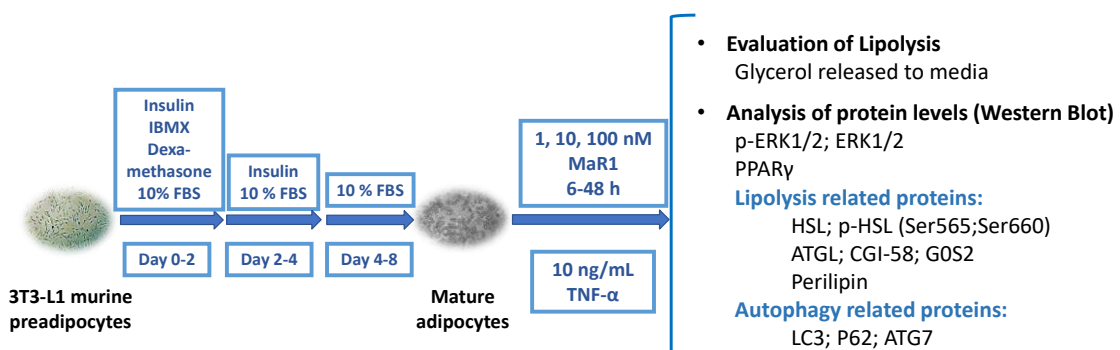 Insulin
IBMX
Dexa-
methasone
10% FBS
Insulin
10 % FBS
10 % FBS
Day 0-2
Day 2-4
Day 4-8
3T3-L1 murine
preadipocytes
Mature
adipocytes
1, 10, 100 nM
MaR1
6-48 h
10 ng/mL
TNF-α
• Evaluation of Lipolysis
Glycerol released to media
• Analysis of protein levels (Western Blot)
p-ERK1/2; ERK1/2
PPARγ
Lipolysis related proteins:
HSL; p-HSL (Ser565;Ser660)
ATGL; CGI-58; G0S2
Perilipin
Autophagy related proteins:
LC3; P62; ATG7